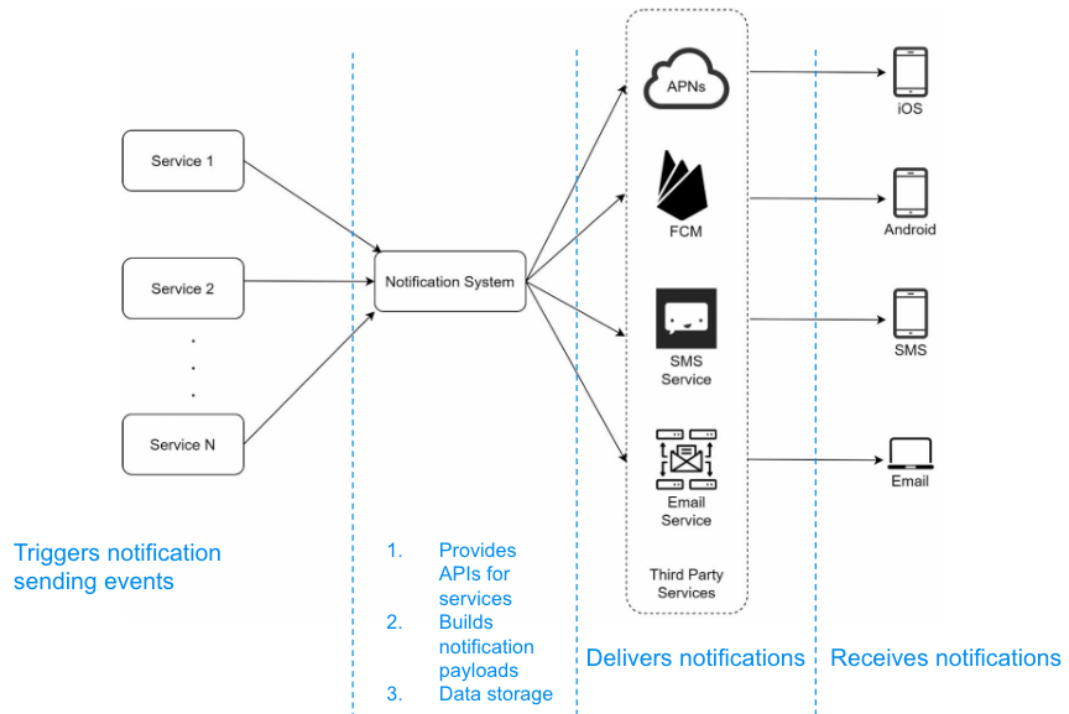 Service 1
Service 2
.
.
.
Service N
Notification System
APNs
FCM
SMS
Service
Email
Service
Third Party
Services
iOS
Android
SMS
Email
Triggers notification
sending events
1. Provides
APIs for
services
2. Builds
notification
payloads
3. Data storage
Delivers notifications
Receives notifications